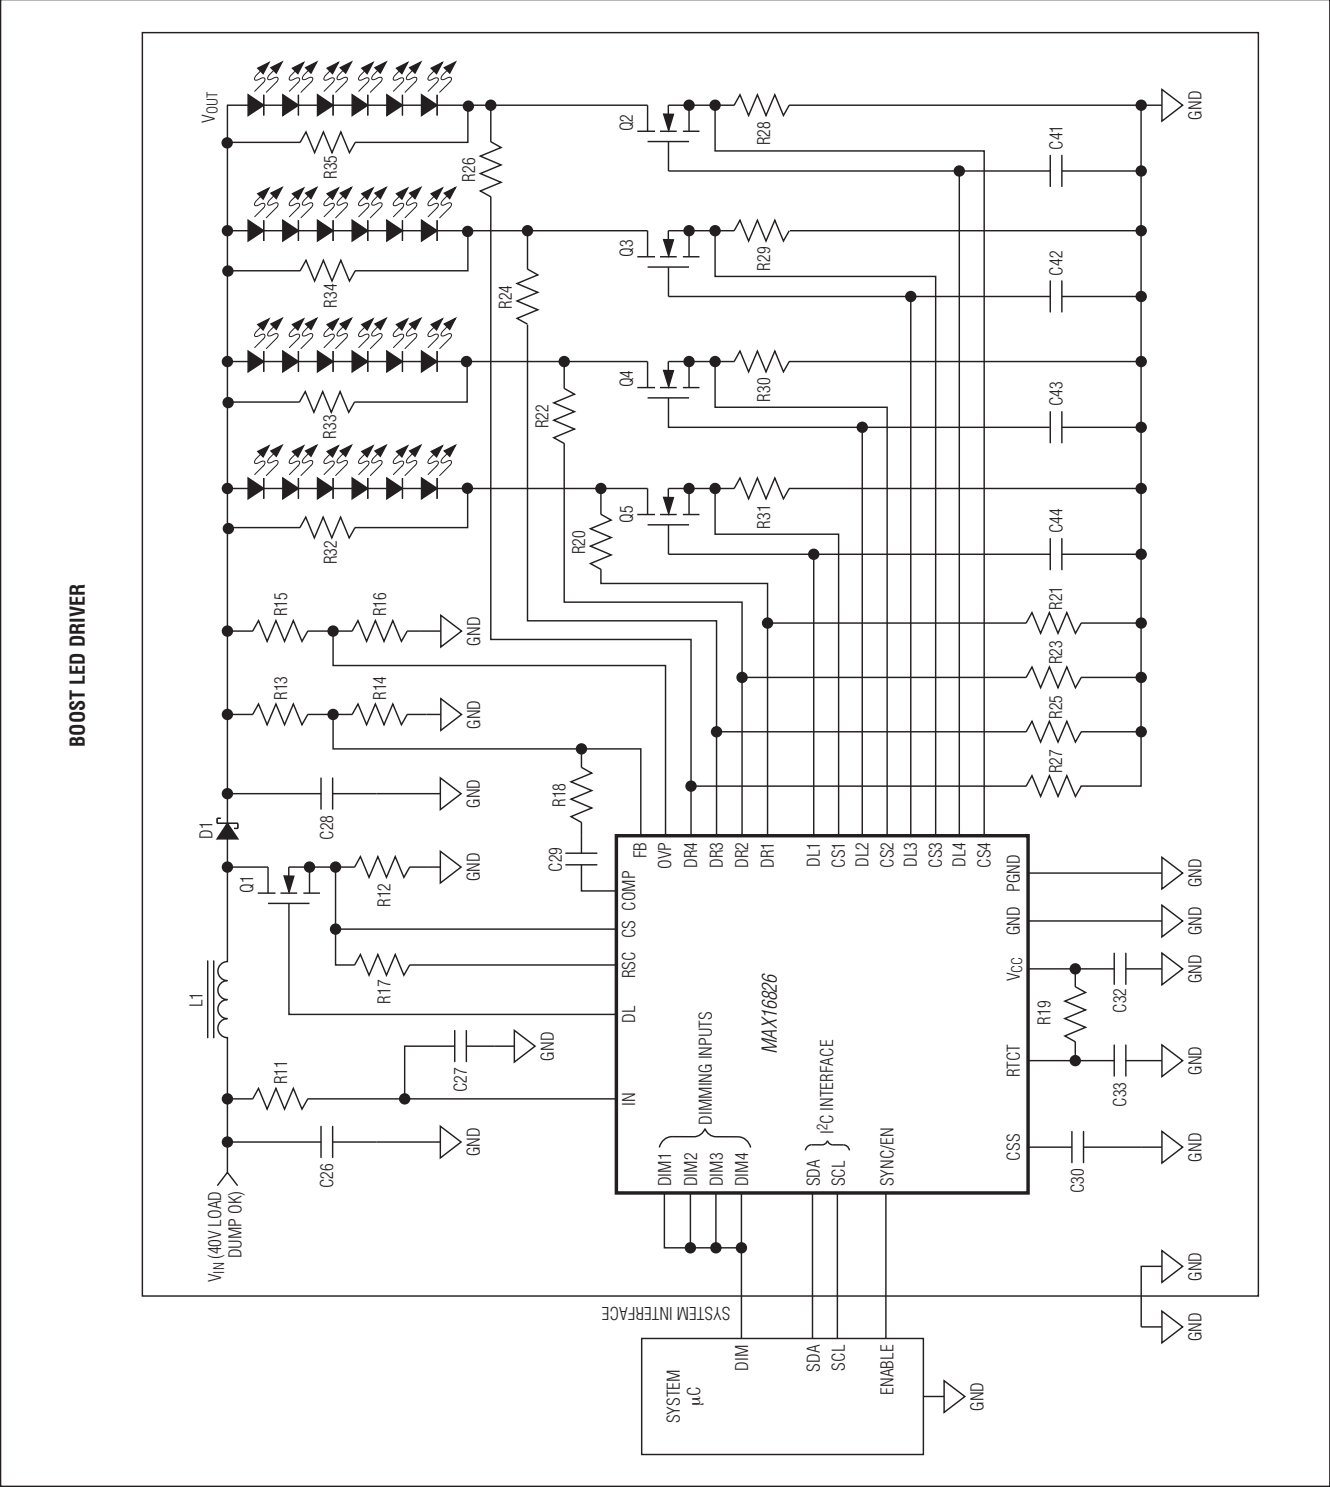 BOOST LED DRIVER
VIN (40V LOAD
DUMP OK)
C26
GND
R11
C27
GND
L1
Q1
R12
GND
R17
D1
C28
GND
R13
R14
GND
R15
R16
GND
R18
C29
VOUT
R32
R33
R34
R35
R20
R22
R24
R26
Q5
Q4
Q3
Q2
R31
R30
R29
R28
C44
C43
C42
C41
GND
R21
R23
R25
R27
IN
DL
RSC
CS
COMP
FB
OVP
DR4
DR3
DR2
DR1
DL1
CS1
DL2
CS2
DL3
CS3
DL4
CS4
DIM1
DIM2
DIM3
DIM4
DIMMING INPUTS
MAX16826
SDA
SCL
I2C INTERFACE
SYNC/EN
CSS
RTCT
VCC
GND
PGND
C30
GND
C33
GND
R19
C32
GND
GND
GND
SYSTEM INTERFACE
SYSTEM
µC
DIM
SDA
SCL
ENABLE
GND
GND
GND